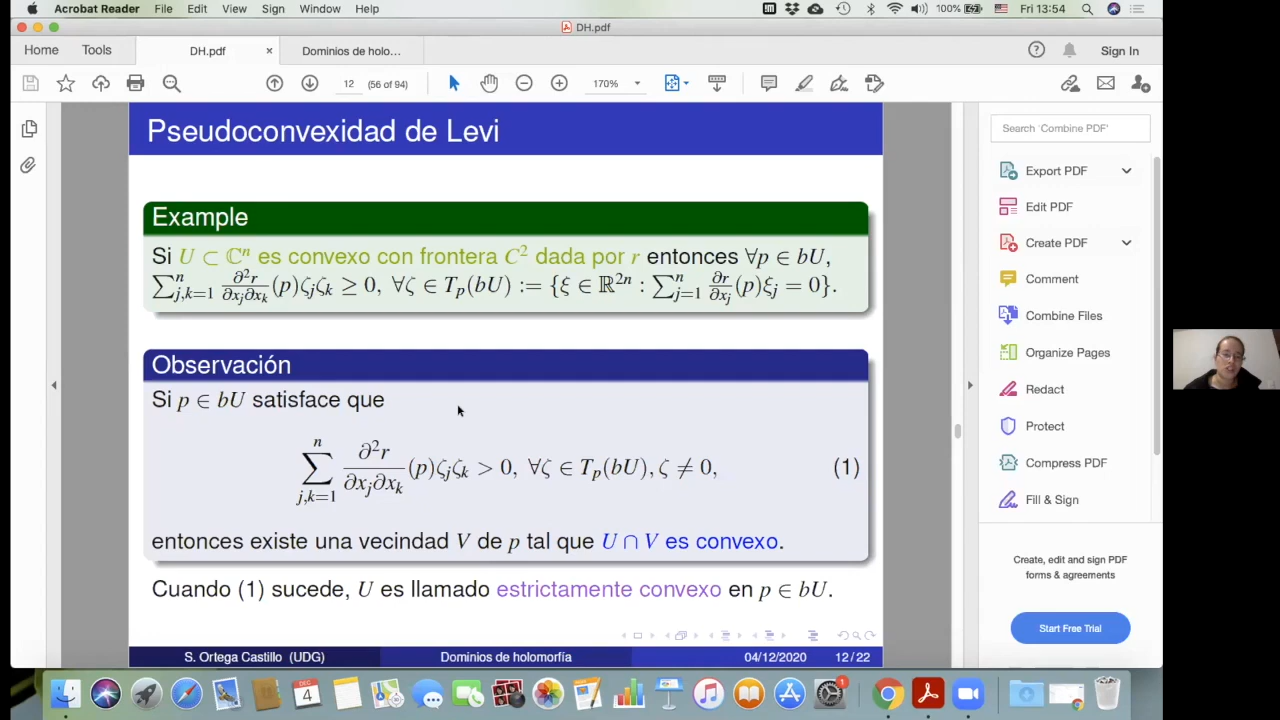 Acrobat Reader File Edit View Sign Window Help 100% Fri 13:54
DH.pdf
Home Tools DH.pdf × Dominios de holo... Sign In
12 (56 of 94) 170%
Pseudoconvexidad de Levi
Example
Si U ⊂ ℂⁿ es convexo con frontera C² dada por r entonces ∀p ∈ bU,
∑ⁿⱼ,ₖ₌₁ ∂²r/∂xⱼ∂xₖ (p)ζⱼζₖ ≥ 0, ∀ζ ∈ Tₚ(bU) := {ξ ∈ ℝ²ⁿ : ∑ⁿⱼ₌₁ ∂r/∂xⱼ (p)ξⱼ = 0}.
Observación
Si p ∈ bU satisface que
∑ⁿⱼ,ₖ₌₁ ∂²r/∂xⱼ∂xₖ (p)ζⱼζₖ > 0, ∀ζ ∈ Tₚ(bU), ζ ≠ 0, (1)
entonces existe una vecindad V de p tal que U ∩ V es convexo.
Cuando (1) sucede, U es llamado estrictamente convexo en p ∈ bU.
S. Ortega Castillo (UDG) Dominios de holomorfía 04/12/2020 12 / 22
Search 'Combine PDF'
Export PDF
Edit PDF
Create PDF
Comment
Combine Files
Organize Pages
Redact
Protect
Compress PDF
Fill & Sign
Create, edit and sign PDF
forms & agreements
Start Free Trial
DEC
4
1